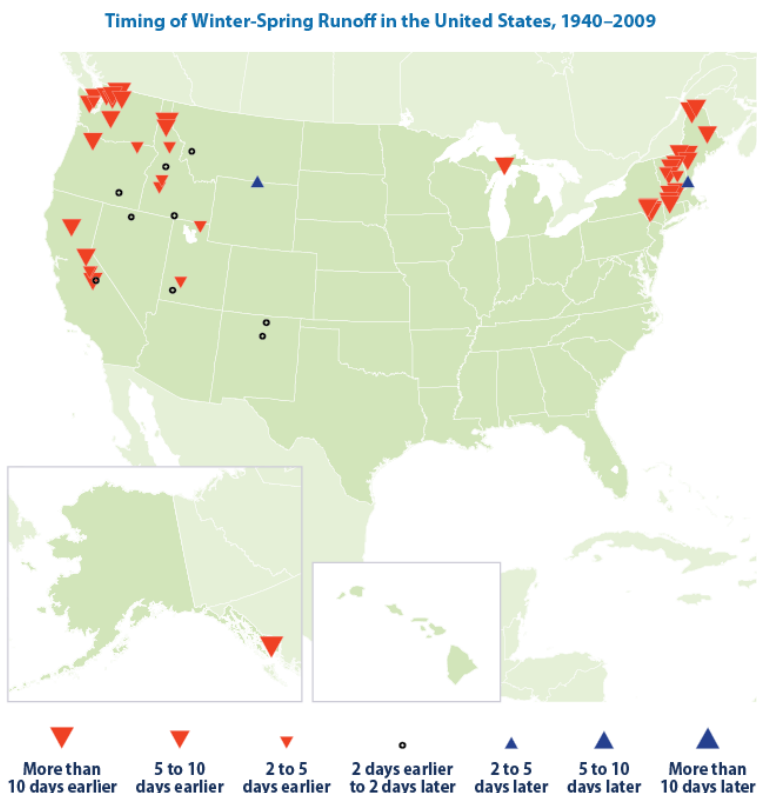 Timing of Winter-Spring Runoff in the United States, 1940–2009
More than
10 days earlier
5 to 10
days earlier
2 to 5
days earlier
2 days earlier
to 2 days later
2 to 5
days later
5 to 10
days later
More than
10 days later